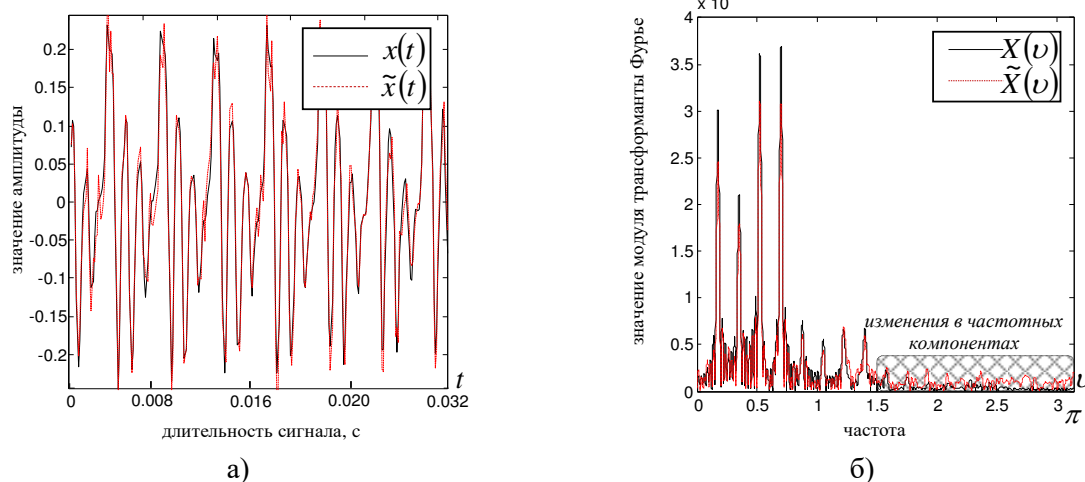 значение амплитуды
0.2
0.15
0.1
0.05
0
-0.05
-0.1
-0.15
-0.2
x(t)
x̃(t)
0
0.008
0.016
0.020
0.032
t
длительность сигнала, с
а)
значение модуля трансформанты Фурье
x 10
4
3.5
3
2.5
2
1.5
1
0.5
0
X(υ)
X̃(υ)
изменения в частотных
компонентах
0
0.5
1
1.5
2
2.5
3
π
υ
частота
б)